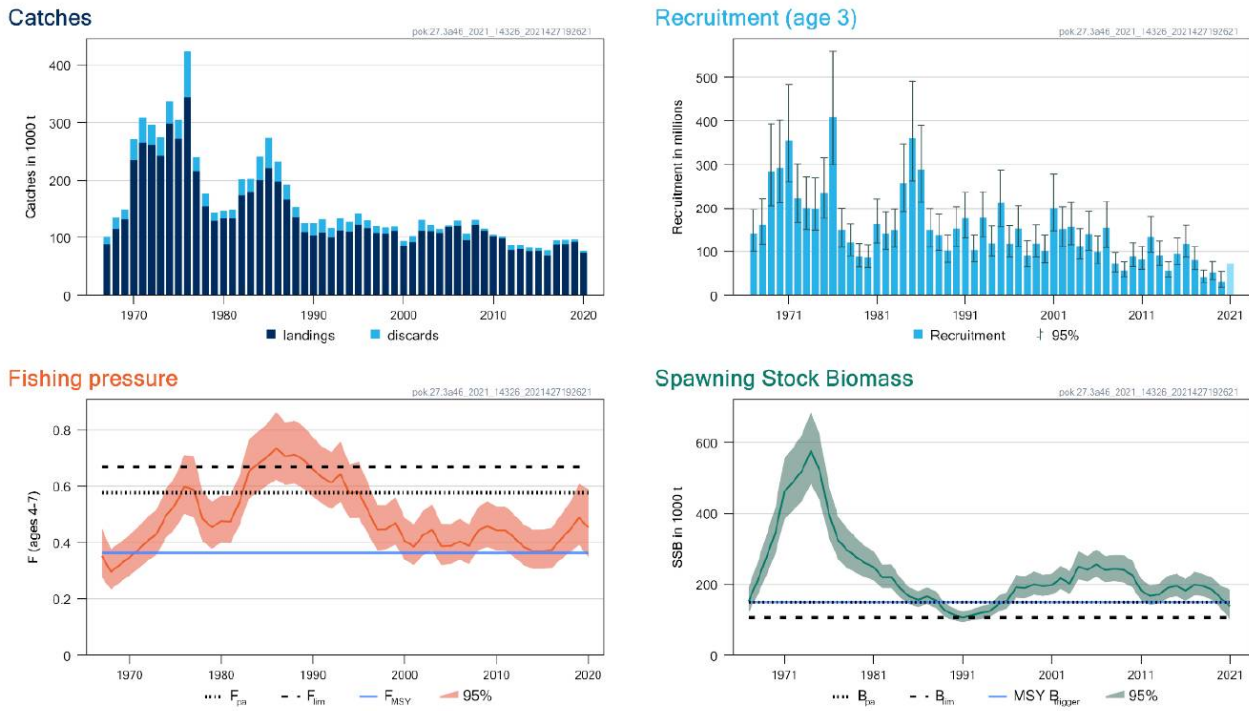 Catches
pok.27.3a46_2021_14326_2021427192621
Catches in 1000 t
400
300
200
100
0
1970 1980 1990 2000 2010 2020
landings discards
Recruitment (age 3)
pok.27.3a46_2021_14326_2021427192621
Recruitment in millions
500
400
300
200
100
0
1971 1981 1991 2001 2011 2021
Recruitment 95%
Fishing pressure
pok.27.3a46_2021_14326_2021427192621
F (ages 4-7)
0.8
0.6
0.4
0.2
0
1970 1980 1990 2000 2010 2020
Fpa Flim FMSY 95%
Spawning Stock Biomass
pok.27.3a46_2021_14326_2021427192621
SSB in 1000 t
600
400
200
0
1971 1981 1991 2001 2011 2021
Bpa Blim MSY Btrigger 95%